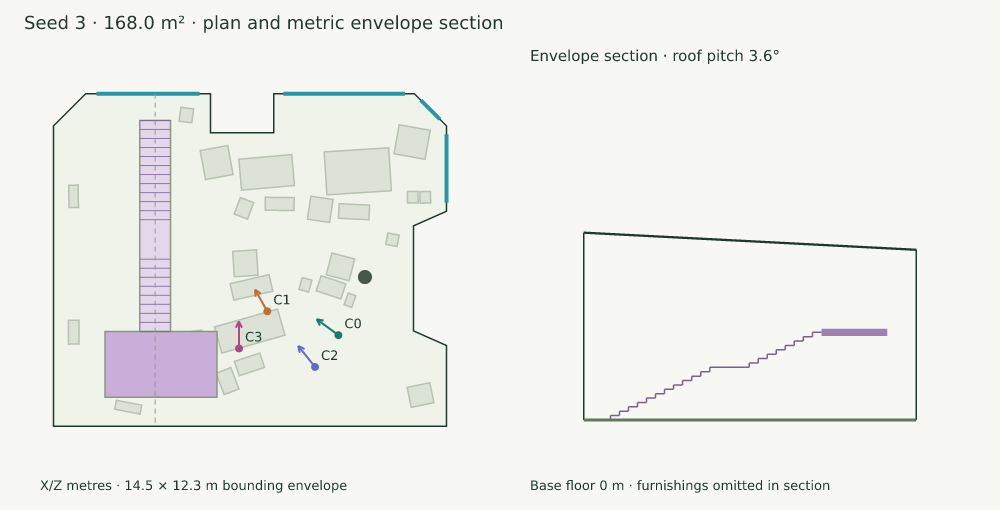 Seed 3 · 168.0 m² · plan and metric envelope section
Envelope section · roof pitch 3.6°
C1
C0
C3
C2
X/Z metres · 14.5 × 12.3 m bounding envelope
Base floor 0 m · furnishings omitted in section